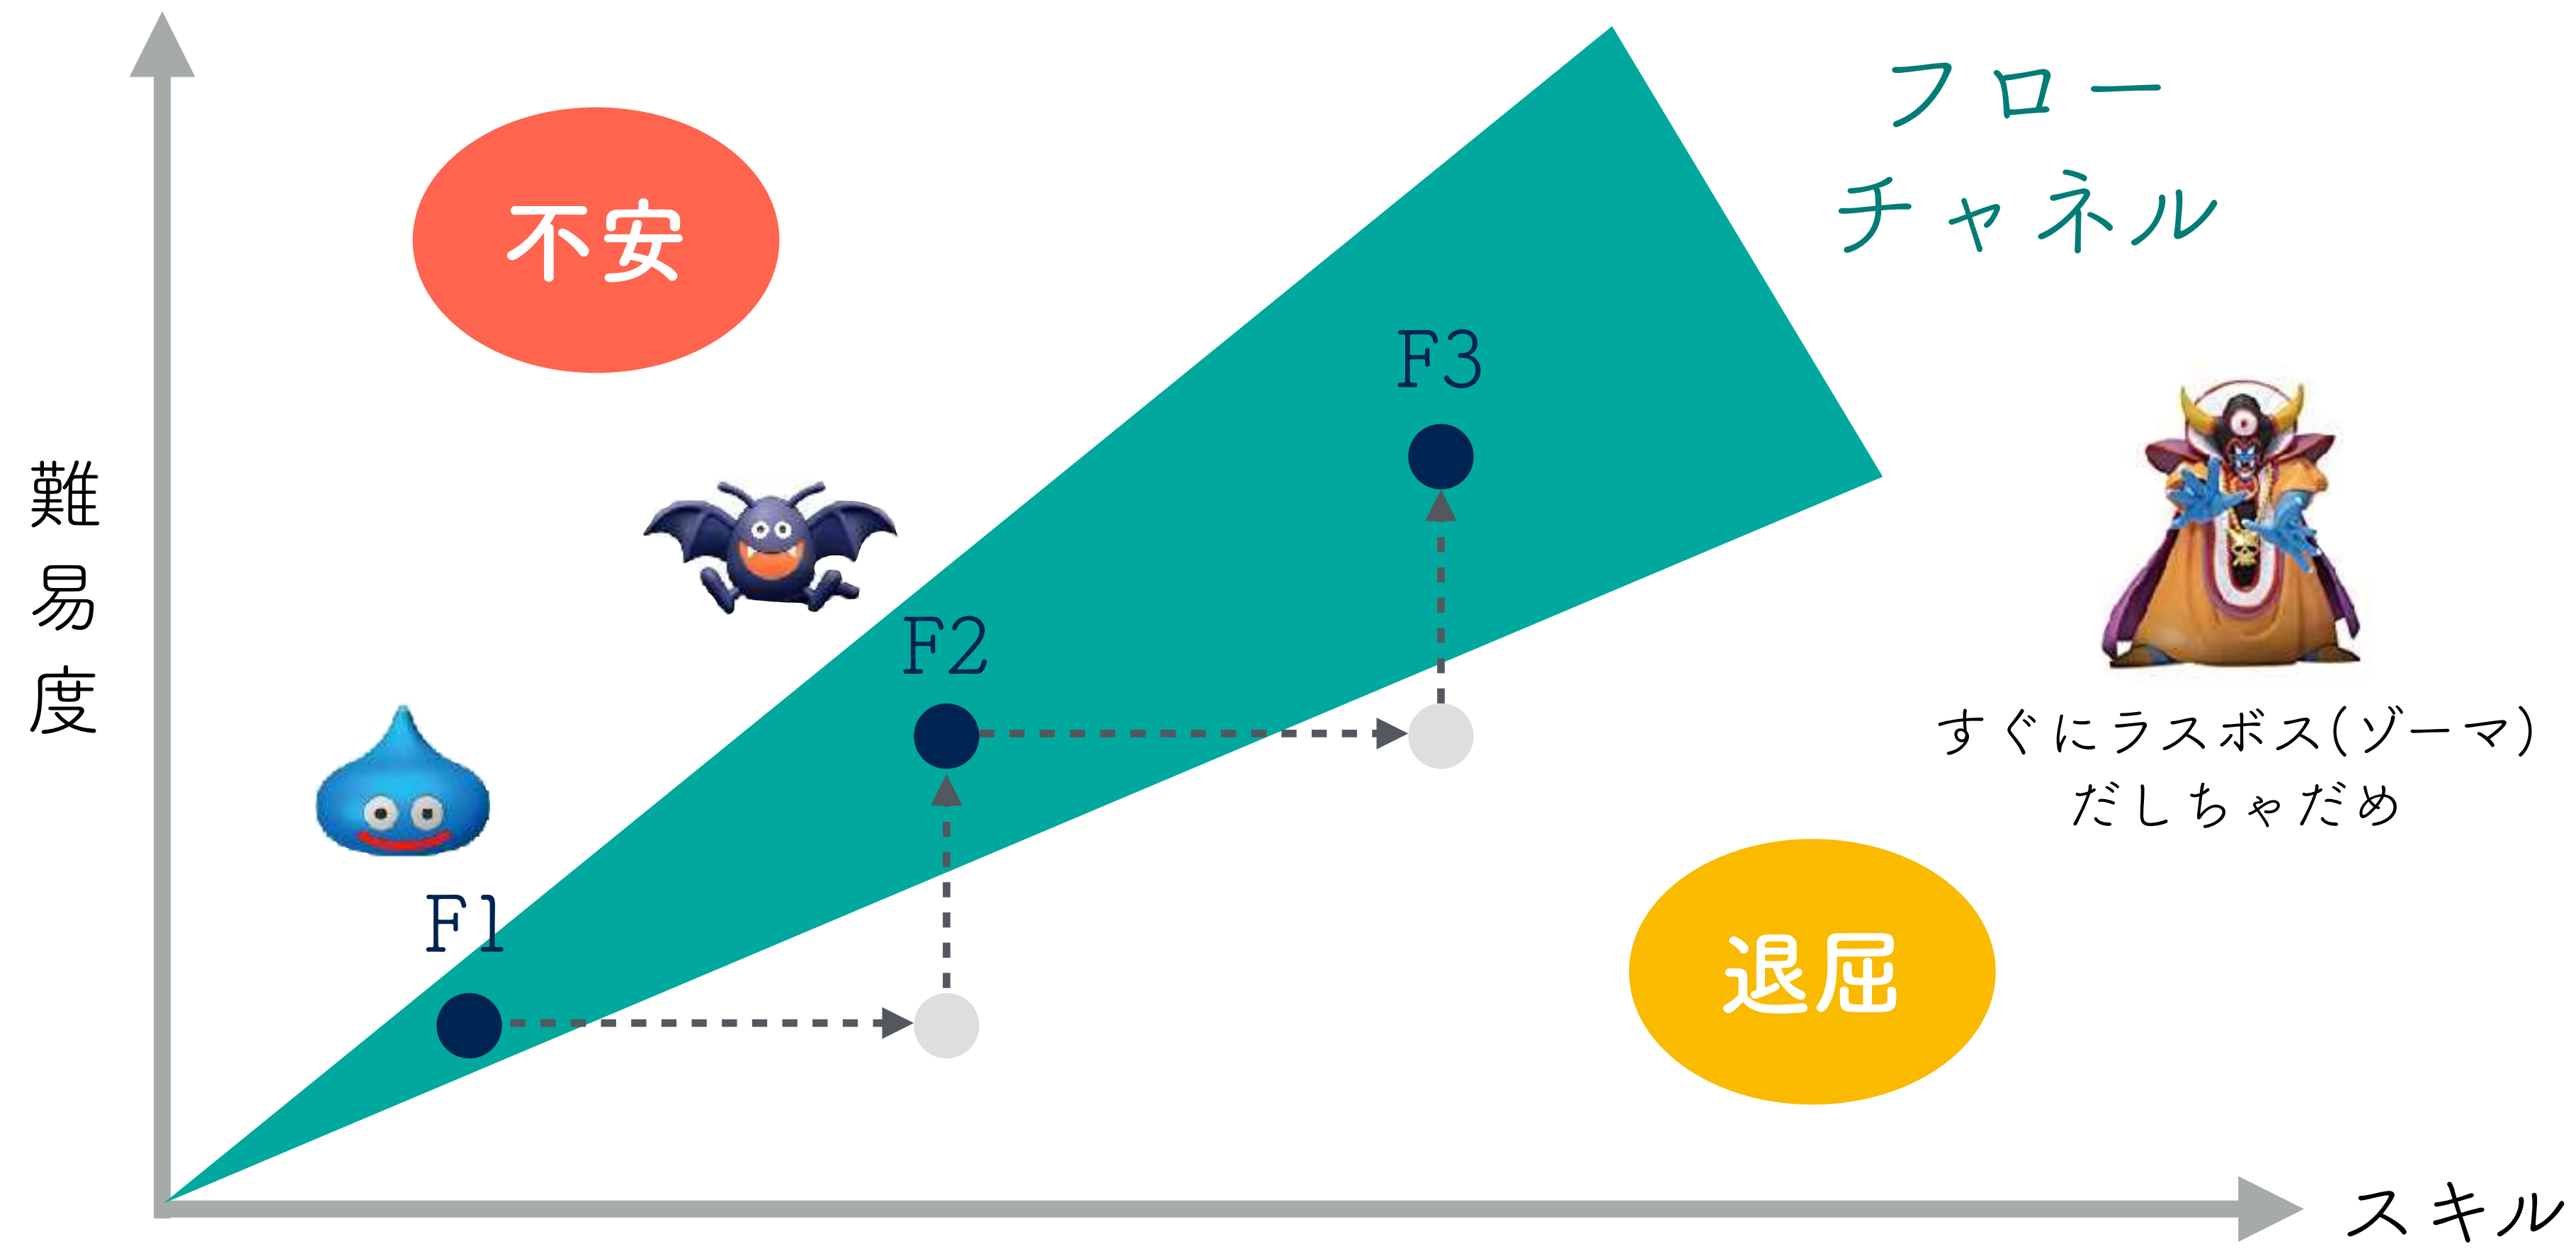 フロー
チャネル
不安
F3
難易度
F2
すぐにラスボス(ゾーマ)
だしちゃだめ
F1
退屈
スキル